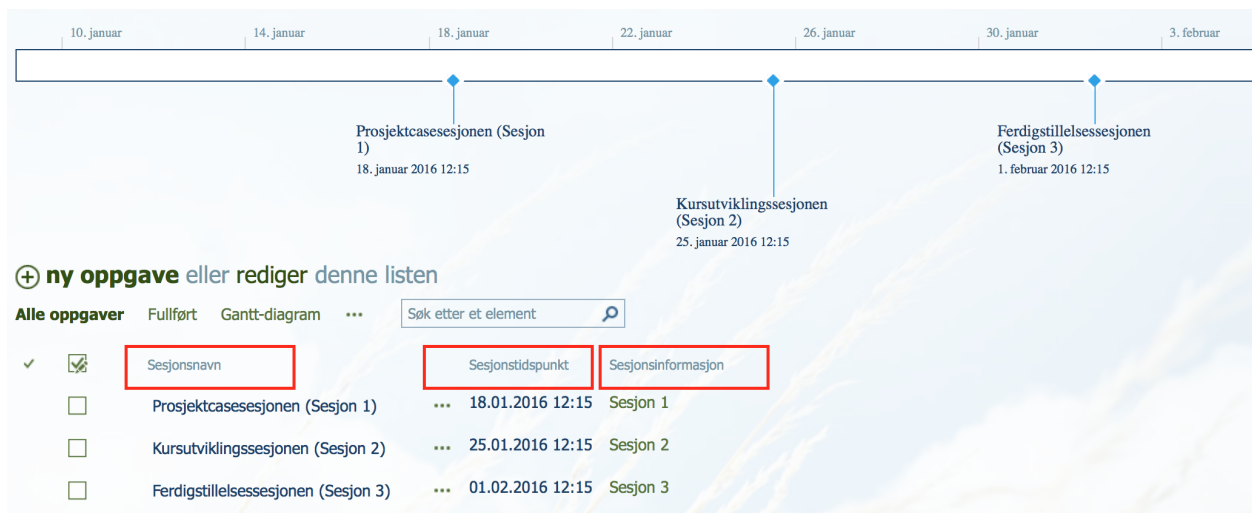 10. januar 14. januar 18. januar 22. januar 26. januar 30. januar 3. februar
Prosjektcasesesjonen (Sesjon
1)
18. januar 2016 12:15
Ferdigstillelsessesjonen
(Sesjon 3)
1. februar 2016 12:15
Kursutviklingssesjonen
(Sesjon 2)
25. januar 2016 12:15
ny oppgave eller rediger denne listen
Alle oppgaver Fullført Gantt-diagram ••• Søk etter et element
Sesjonsnavn Sesjonstidspunkt Sesjonsinformasjon
Prosjektcasesesjonen (Sesjon 1) ••• 18.01.2016 12:15 Sesjon 1
Kursutviklingssesjonen (Sesjon 2) ••• 25.01.2016 12:15 Sesjon 2
Ferdigstillelsessesjonen (Sesjon 3) ••• 01.02.2016 12:15 Sesjon 3